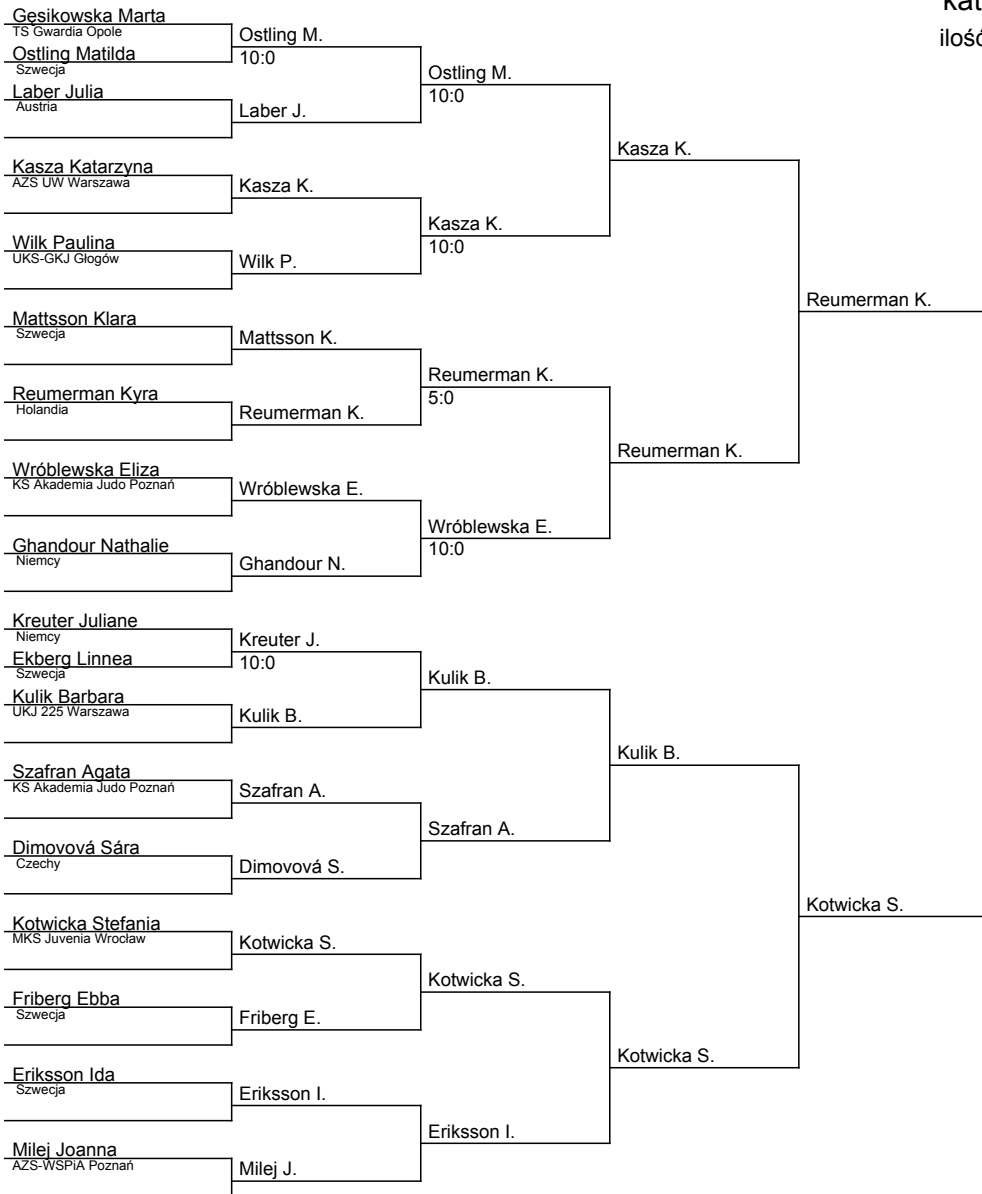 kat
ilość
Gęsikowska Marta
TS Gwardia Opole
Ostling Matilda
Szwecja
Laber Julia
Austria
Kasza Katarzyna
AZS UW Warszawa
Wilk Paulina
UKS-GKJ Głogów
Mattsson Klara
Szwecja
Reumerman Kyra
Holandia
Wróblewska Eliza
KS Akademia Judo Poznań
Ghandour Nathalie
Niemcy
Kreuter Juliane
Niemcy
Ekberg Linnea
Szwecja
Kulik Barbara
UKJ 225 Warszawa
Szafran Agata
KS Akademia Judo Poznań
Dimovová Sára
Czechy
Kotwicka Stefania
MKS Juvenia Wrocław
Friberg Ebba
Szwecja
Eriksson Ida
Szwecja
Milej Joanna
AZS-WSPiA Poznań
Ostling M.
10:0
Laber J.
Kasza K.
Wilk P.
Mattsson K.
Reumerman K.
Wróblewska E.
Ghandour N.
Kreuter J.
10:0
Kulik B.
Szafran A.
Dimovová S.
Kotwicka S.
Friberg E.
Eriksson I.
Milej J.
Ostling M.
10:0
Kasza K.
10:0
Reumerman K.
5:0
Wróblewska E.
10:0
Kulik B.
Szafran A.
Kotwicka S.
Eriksson I.
Kasza K.
Reumerman K.
Kulik B.
Kotwicka S.
Reumerman K.
Kotwicka S.